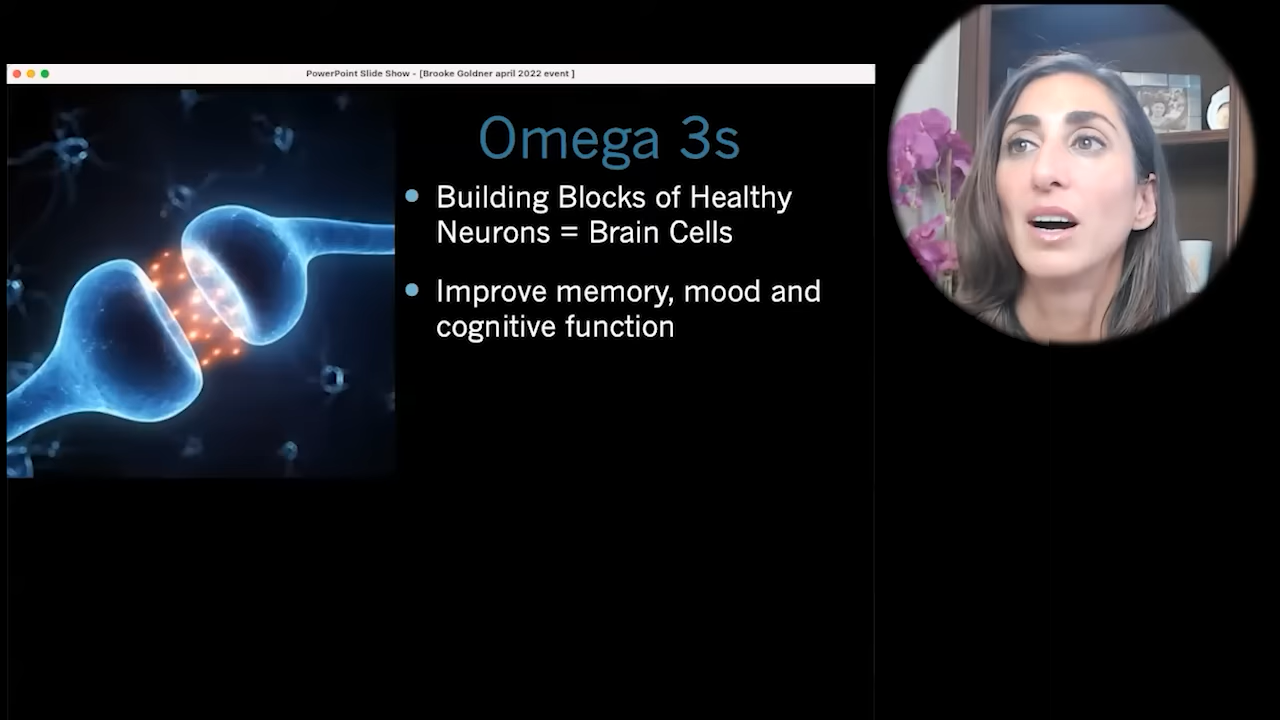 PowerPoint Slide Show - [Brooke Goldner april 2022 event ]
Omega 3s
• Building Blocks of Healthy
Neurons = Brain Cells
• Improve memory, mood and
cognitive function